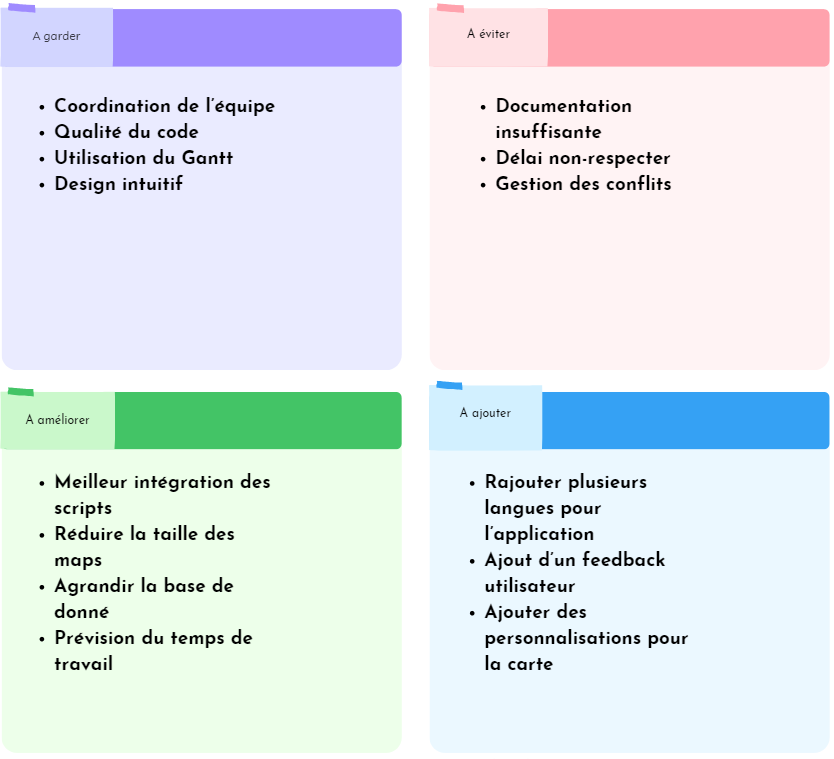 A garder
• Coordination de l'équipe
• Qualité du code
• Utilisation du Gantt
• Design intuitif
A éviter
• Documentation
insuffisante
• Délai non-respecter
• Gestion des conflits
A améliorer
• Meilleur intégration des
scripts
• Réduire la taille des
maps
• Agrandir la base de
donné
• Prévision du temps de
travail
A ajouter
• Rajouter plusieurs
langues pour
l'application
• Ajout d'un feedback
utilisateur
• Ajouter des
personnalisations pour
la carte